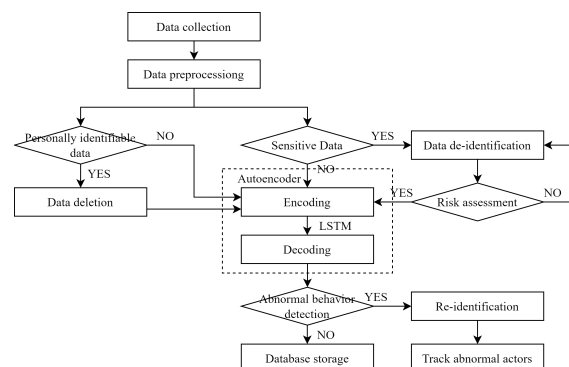 Data collection
Data preprocessiong
Personally identifiable
data
NO
Sensitive Data
YES
Data de-identification
YES
NO
Autoencoder
Data deletion
Encoding
YES
Risk assessment
NO
LSTM
Decoding
Abnormal behavior
detection
YES
Re-identification
NO
Database storage
Track abnormal actors